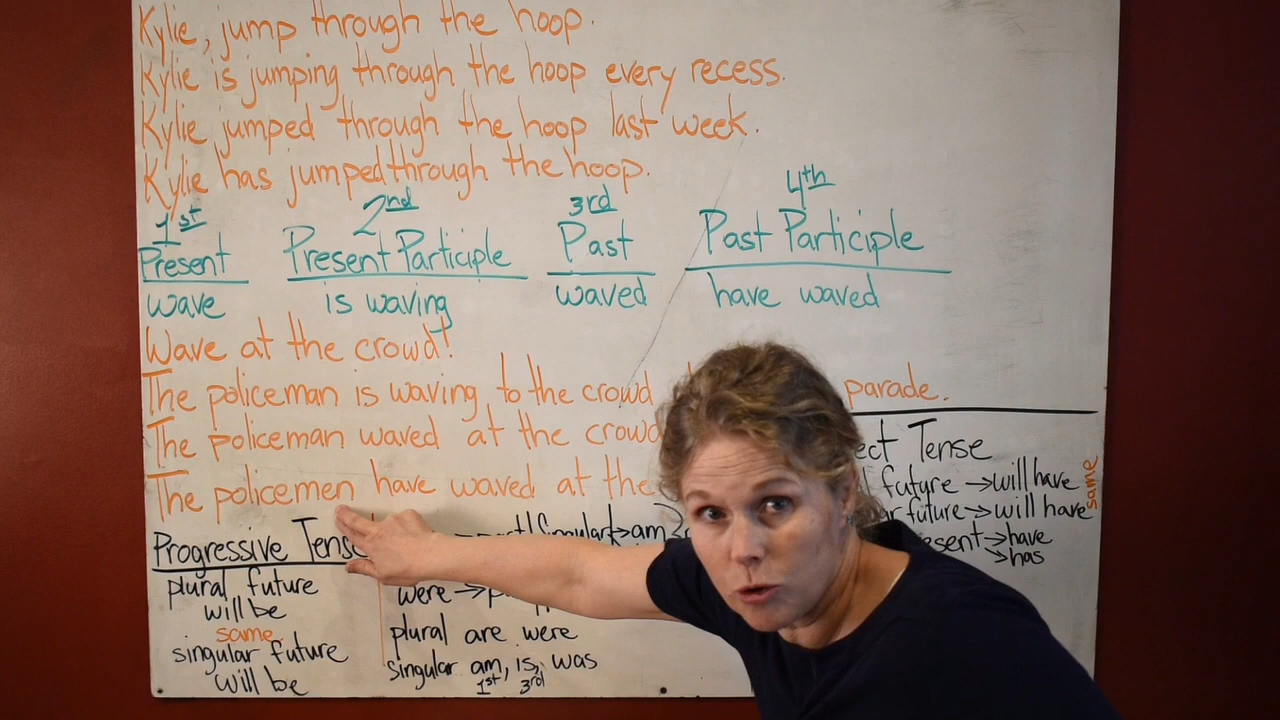 Kylie, jump through the hoop.
Kylie is jumping through the hoop every recess.
Kylie jumped through the hoop last week.
Kylie has jumped through the hoop.
1st 2nd 3rd 4th
Present Present Participle Past Past Participle
wave is waving waved have waved
Wave at the crowd!
The policeman is waving to the crowd parade.
The policeman waved at the crowd
The policemen have waved at the
Progressive Tense
plural future
will be
same
singular future
will be
singular→am
were→
plural are were
singular am, is, was
1st 3rd
Tense
future →will have
future →will have
same
→have
→has